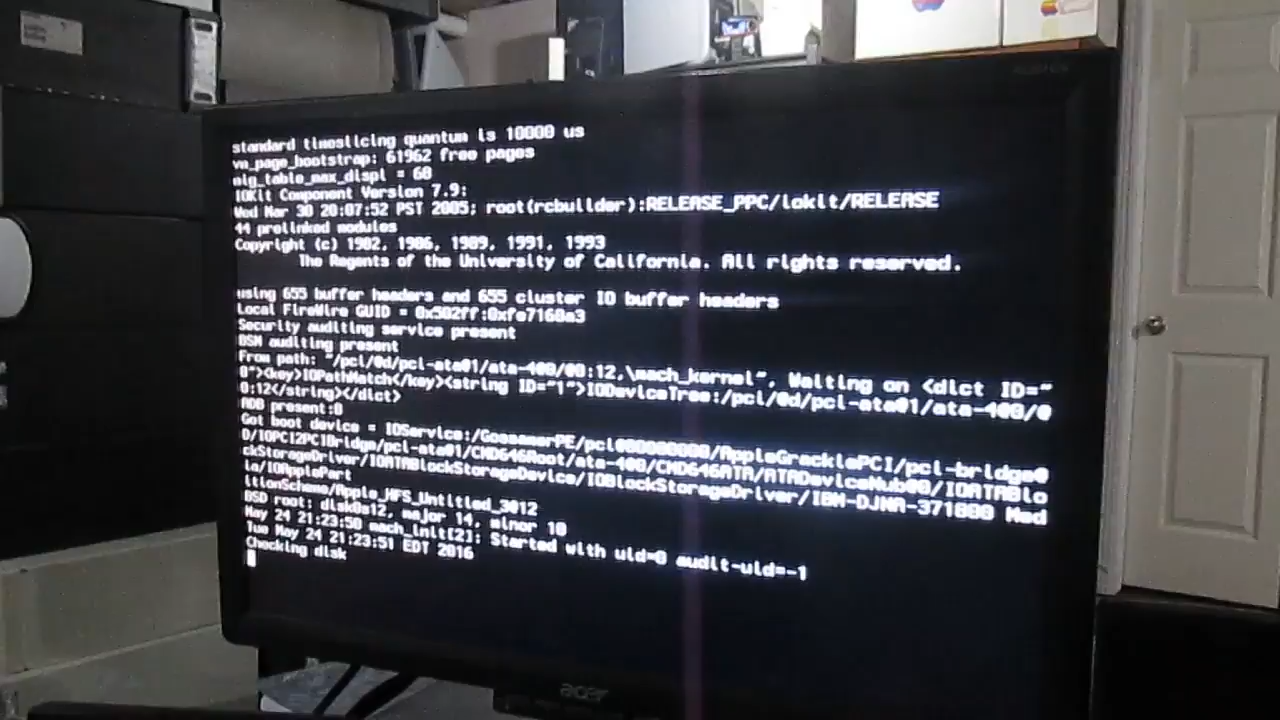 standard timeslicing quantum is 10000 us
vm_page_bootstrap: 61962 free pages
mig_table_max_displ = 68
IOKit Component Version 7.9:
Wed Mar 30 20:07:52 PST 2005; root(rcbuilder):RELEASE_PPC/iokit/RELEASE
44 prelinked modules
Copyright (c) 1982, 1986, 1989, 1991, 1993
The Regents of the University of California. All rights reserved.
using 655 buffer headers and 655 cluster IO buffer headers
Local FireWire GUID = 0x502ff:0xfe7160a3
Security auditing service present
BSM auditing present
From path: "/pci/@d/pci-ata@1/ata-4@0/@0:12,\mach_kernel", Waiting on <dict ID="
0"><key>IOPathMatch</key><string ID="1">IODeviceTree:/pci/@d/pci-ata@1/ata-4@0/@
0:12</string></dict>
ADB present:8
Got boot device = IOService:/GossamerPE/pci@80000000/AppleGracklePCI/pci-bridge@
D/IOPCI2PCIBridge/pci-ata@1/CMD646Root/ata-4@0/CMD646ATA/ATADeviceNub@0/IOATABlo
ckStorageDriver/IOATABlockStorageDevice/IOBlockStorageDriver/IBM-DJNA-371800 Med
ia/IOApplePart
itionScheme/Apple_HFS_Untitled_3@12
BSD root: disk0s12, major 14, minor 10
May 24 21:23:50 mach_init[2]: Started with uid=0 audit-uid=-1
Tue May 24 21:23:51 EDT 2016
Checking disk
acer